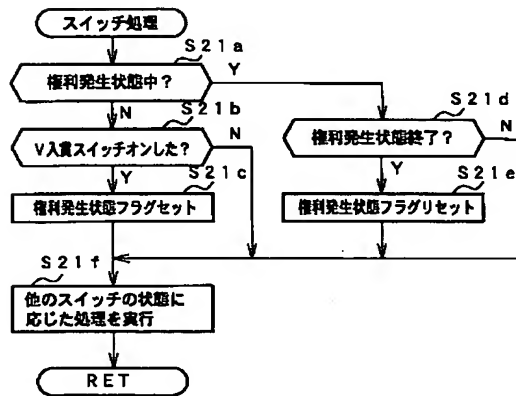 スイッチ処理
S21a
権利発生状態中?
Y
N
S21b
V入賞スイッチオンした?
N
Y
S21c
権利発生状態フラグセット
S21d
権利発生状態終了?
N
Y
S21e
権利発生状態フラグリセット
S21f
他のスイッチの状態に
応じた処理を実行
RET